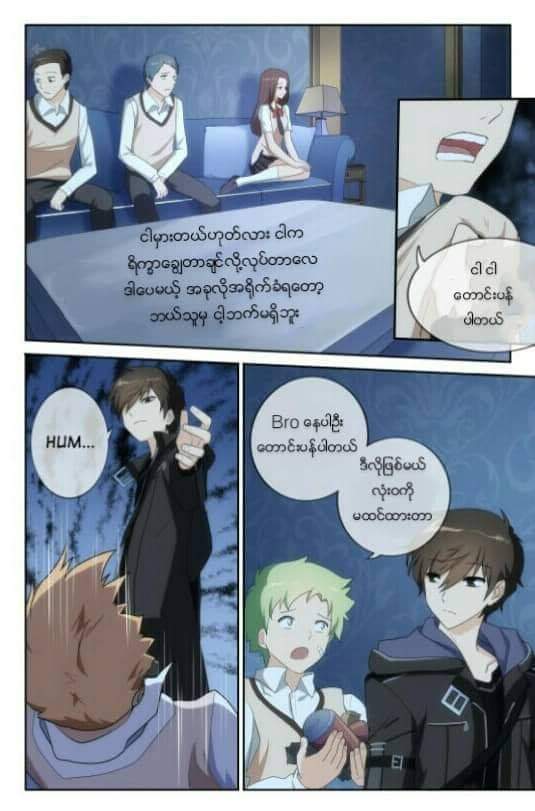 ငါမှားတယ်ဟုတ်လား ငါက
ရိက္ခာချွေတာချင်လို့လုပ်တာလေ
ဒါပေမယ့် အခုလိုအရိုက်ခံရတော့
ဘယ်သူမှ ငါ့ဘက်မရှိဘူး
ငါ ငါ
တောင်းပန်
ပါတယ်
HUM...
Bro နေပါဦး
တောင်းပန်ပါတယ်
ဒီလိုဖြစ်မယ်
လုံးဝကို
မထင်ထားတာ